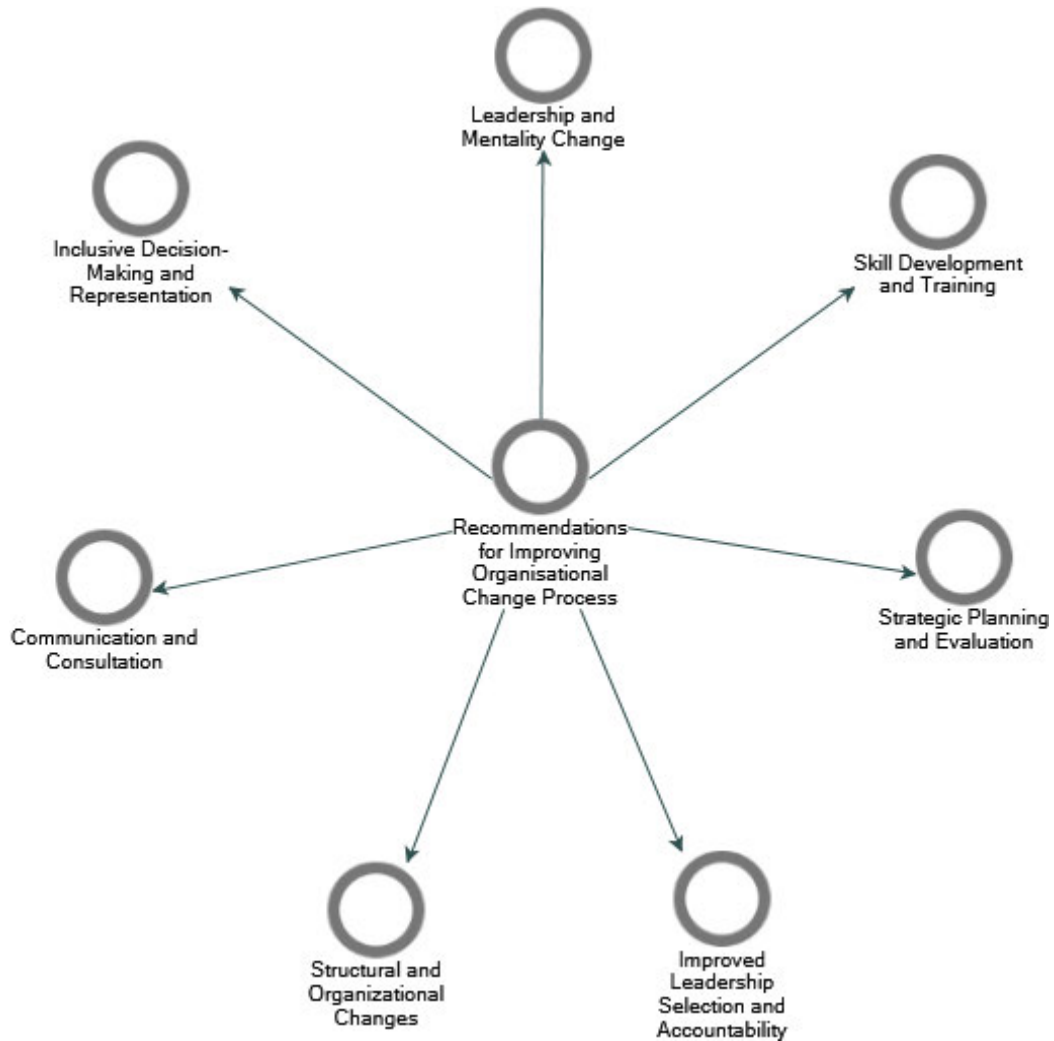 Leadership and
Mentality Change
Inclusive Decision-
Making and
Representation
Skill Development
and Training
Recommendations
for Improving
Organisational
Change Process
Communication and
Consultation
Strategic Planning
and Evaluation
Structural and
Organizational
Changes
Improved
Leadership
Selection and
Accountability